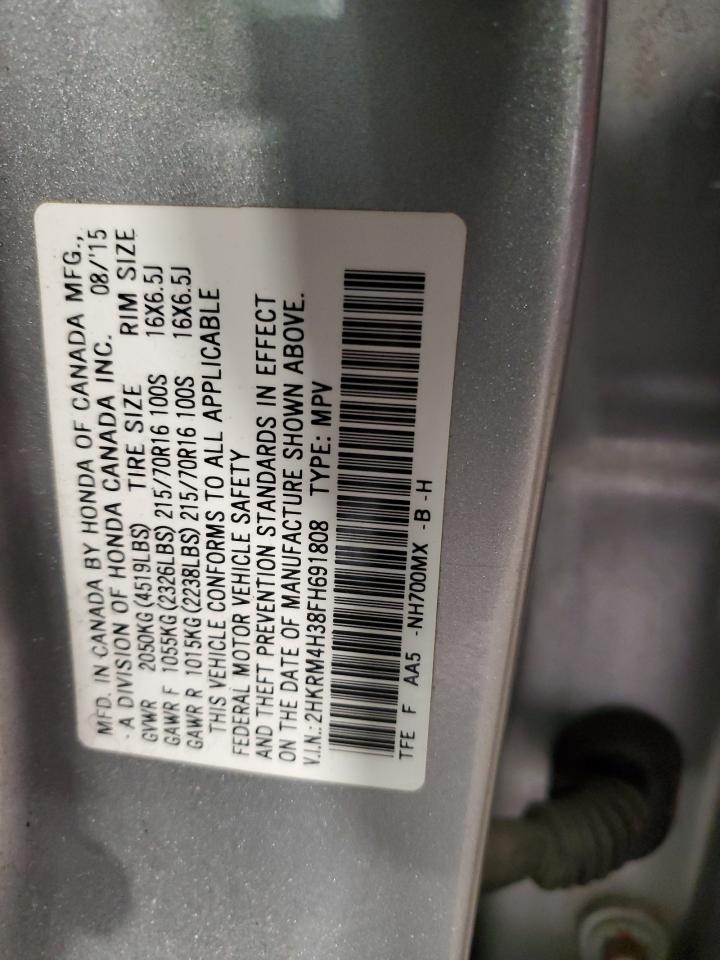 MFD. IN CANADA BY HONDA OF CANADA MFG.,
- A DIVISION OF HONDA CANADA INC. 08/'15
GVWR 2050KG (4519LBS) TIRE SIZE RIM SIZE
GAWR F 1055KG (2326LBS) 215/70R16 100S 16X6.5J
GAWR R 1015KG (2238LBS) 215/70R16 100S 16X6.5J
THIS VEHICLE CONFORMS TO ALL APPLICABLE
FEDERAL MOTOR VEHICLE SAFETY
AND THEFT PREVENTION STANDARDS IN EFFECT
ON THE DATE OF MANUFACTURE SHOWN ABOVE.
V.I.N.: 2HKRM4H38FH691808 TYPE: MPV
TFE F AA5 -NH700MX -B -H